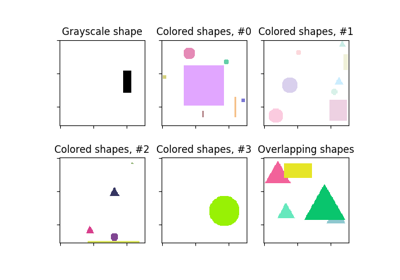 Grayscale shape
Colored shapes, #0
Colored shapes, #1
Colored shapes, #2
Colored shapes, #3
Overlapping shapes